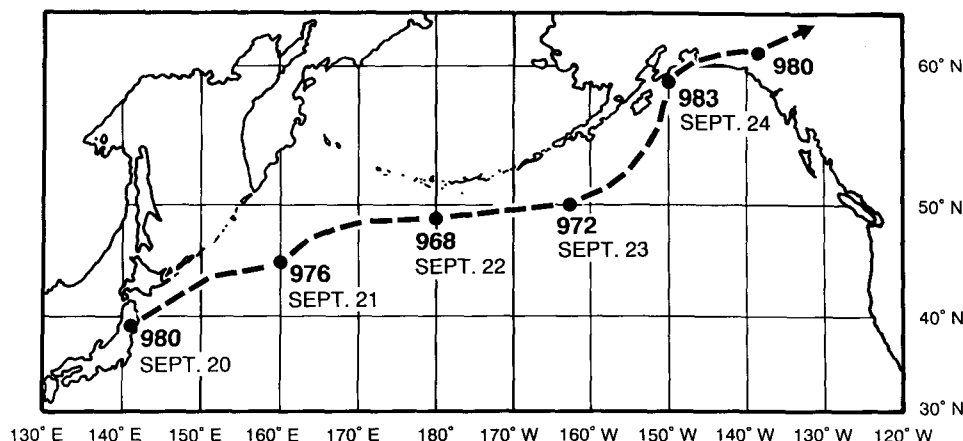 60° N
980
983
SEPT. 24
50° N
968
SEPT. 22
972
SEPT. 23
976
SEPT. 21
40° N
980
SEPT. 20
30° N
130° E 140° E 150° E 160° E 170° E 180° 170° W 160° W 150° W 140° W 130° W 120° W